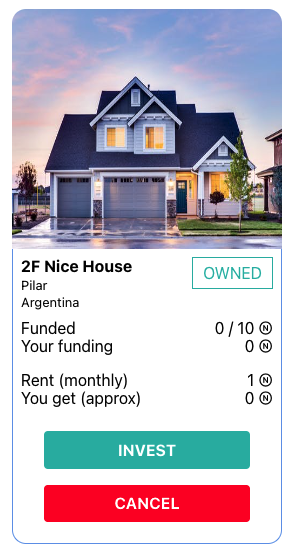 2F Nice House
OWNED
Pilar
Argentina
Funded 0 / 10 Ⓝ
Your funding 0 Ⓝ
Rent (monthly) 1 Ⓝ
You get (approx) 0 Ⓝ
INVEST
CANCEL